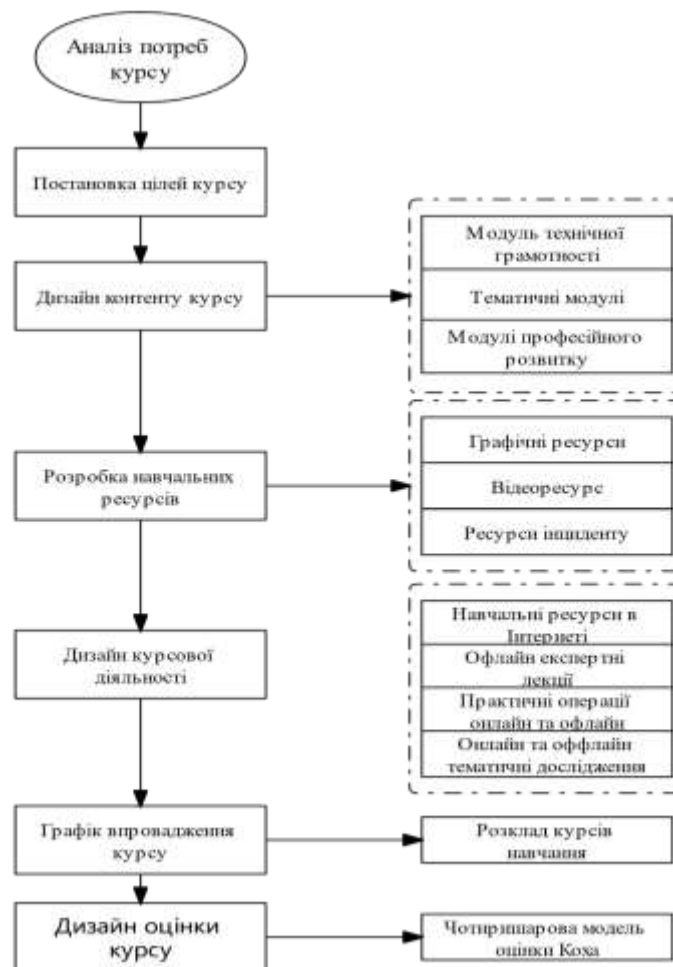 Аналіз потреб
курсу
Постановка цілей курсу
Дизайн контенту курсу
Модуль технічної
грамотності
Тематичні модулі
Модулі професійного
розвитку
Розробка навчальних
ресурсів
Графічні ресурси
Відеоресурс
Ресурси інциденту
Дизайн курсової
діяльності
Навчальні ресурси в
Інтернеті
Офлайн експертні
лекції
Практичні операції
онлайн та офлайн
Онлайн та оффлайн
тематичні дослідження
Графік впровадження
курсу
Розклад курсів
навчання
Дизайн оцінки
курсу
Чотиришарова модель
оцінки Коха